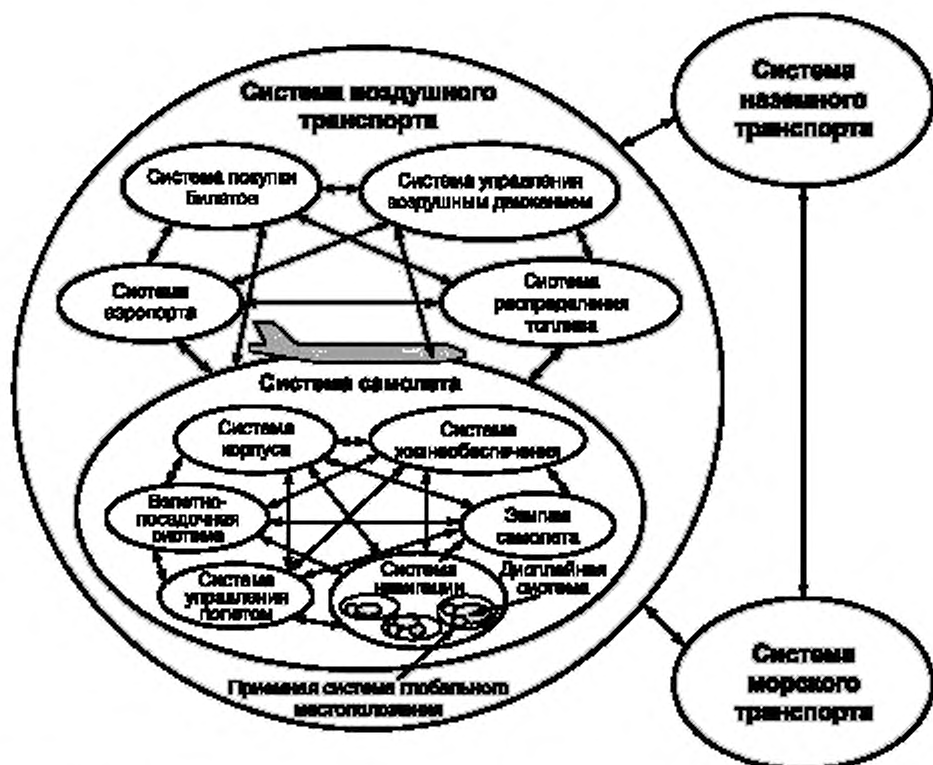 Система воздушного
транспорта
Система
наземного
транспорта
Система покупки
билетов
Система управления
воздушным движением
Система
аэропорта
Система
распределения
топлива
Система самолета
Система
корпуса
Система
жизнеобеспечения
Взлетно-
посадочная
система
самолета
Система
управления
полетом
Система
навигации
Дисплейная
система
Приемная система глобального
местоположения
Система
морского
транспорта